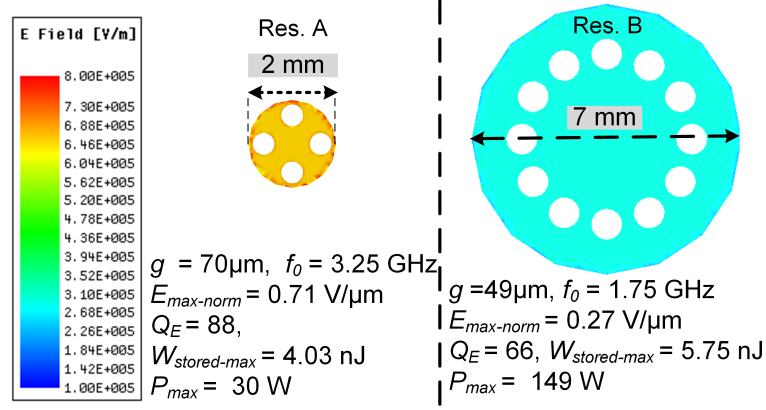 E Field [V/m]
8.00E+005
7.30E+005
6.88E+005
6.46E+005
6.04E+005
5.62E+005
5.20E+005
4.78E+005
4.36E+005
3.94E+005
3.52E+005
3.10E+005
2.68E+005
2.26E+005
1.84E+005
1.42E+005
1.00E+005
Res. A
2 mm
g = 70µm, f0 = 3.25 GHz
Emax-norm = 0.71 V/µm
QE = 88,
Wstored-max = 4.03 nJ
Pmax = 30 W
Res. B
7 mm
g =49µm, f0 = 1.75 GHz
Emax-norm = 0.27 V/µm
QE = 66, Wstored-max = 5.75 nJ
Pmax = 149 W